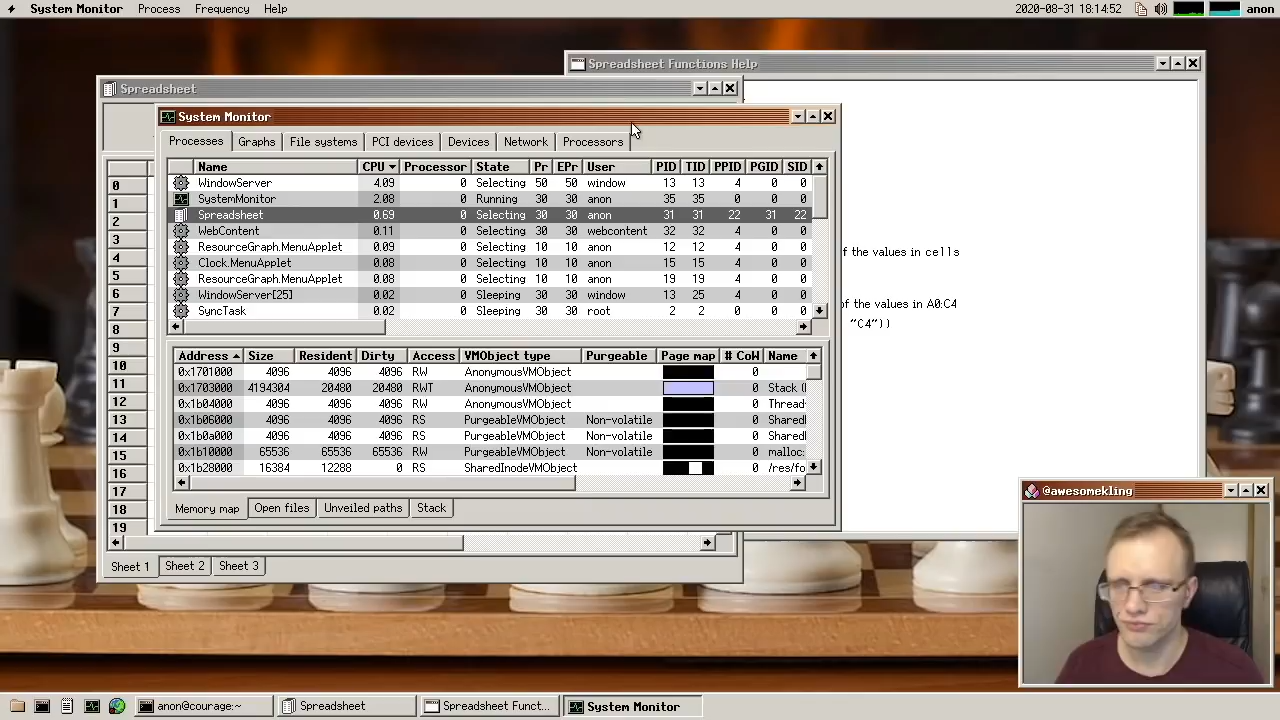 System Monitor Process Frequency Help 2020-08-31 18:14:52 anon
Spreadsheet Functions Help
Spreadsheet
System Monitor
Processes Graphs File systems PCI devices Devices Network Processors
Name CPU Processor State Pr EPr User PID TID PPID PGID SID
WindowServer 4.09 0 Selecting 50 50 window 13 13 4 0 0
SystemMonitor 2.08 0 Running 30 30 anon 35 35 4 0 0
Spreadsheet 0.69 0 Selecting 30 30 anon 31 31 22 31 22
WebContent 0.11 0 Selecting 30 30 webcontent 32 32 4 0 0
ResourceGraph.MenuApplet 0.09 0 Selecting 10 10 anon 12 12 4 0 0
Clock.MenuApplet 0.08 0 Selecting 10 10 anon 15 15 4 0 0
ResourceGraph.MenuApplet 0.08 0 Selecting 10 10 anon 19 19 4 0 0
WindowServer[25] 0.02 0 Sleeping 30 30 window 13 25 4 0 0
SyncTask 0.02 0 Sleeping 30 30 root 2 2 0 0 0
Address Size Resident Dirty Access VMObject type Purgeable Page map # CoW Name
0x1701000 4096 4096 4096 RW AnonymousVMObject 0
0x1703000 4194304 20480 20480 RWT AnonymousVMObject 0 Stack (
0x1b04000 4096 4096 4096 RW AnonymousVMObject 0 Thread-
0x1b06000 4096 4096 4096 RS PurgeableVMObject Non-volatile 0 Shared
0x1b0a000 4096 4096 4096 RS PurgeableVMObject Non-volatile 0 Shared
0x1b10000 65536 65536 65536 RW PurgeableVMObject Non-volatile 0 malloc:
0x1b28000 16384 12288 0 RS SharedInodeVMObject 0 /res/fo
Memory map Open files Unveiled paths Stack
0
1
2
3
4
5
6
7
8
9
10
11
12
13
14
15
16
17
18
19
Sheet 1 Sheet 2 Sheet 3
f the values in cells
of the values in A0:C4
"C4"))
@awesomekling
anon@courage:~ Spreadsheet Spreadsheet Funct... System Monitor